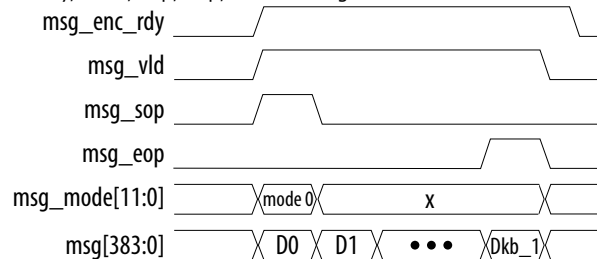 msg_enc_rdy
msg_vld
msg_sop
msg_eop
msg_mode[11:0] mode 0 x
msg[383:0] D0 D1 ••• Dkb_1